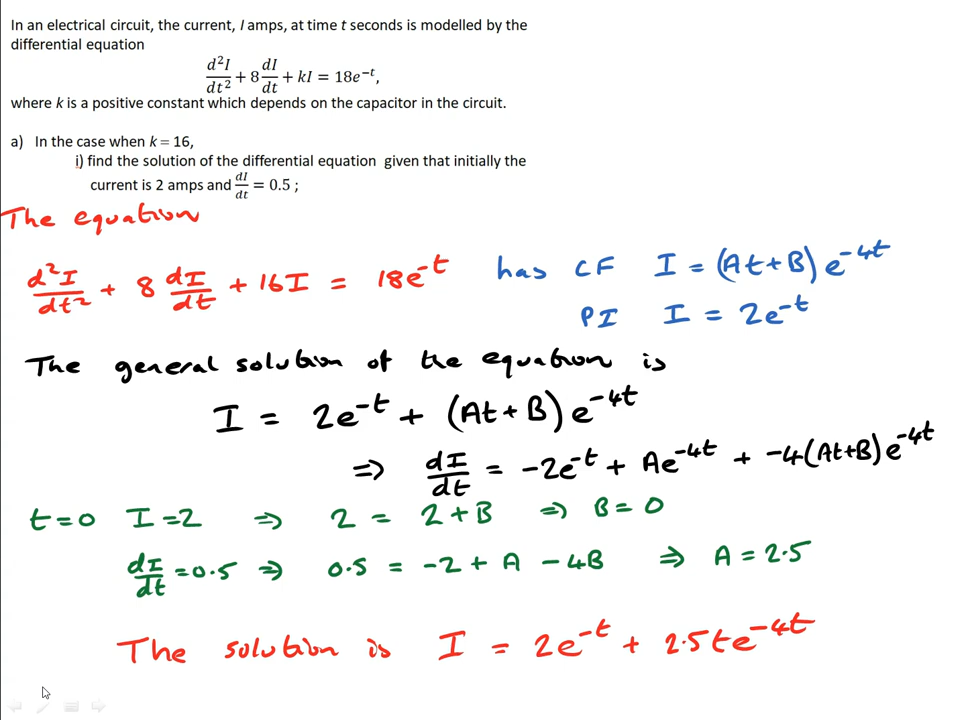 In an electrical circuit, the current, I amps, at time t seconds is modelled by the
differential equation
d²I/dt² + 8 dI/dt + kI = 18e⁻ᵗ,
where k is a positive constant which depends on the capacitor in the circuit.
a) In the case when k = 16,
i) find the solution of the differential equation given that initially the
current is 2 amps and dI/dt = 0.5 ;
The equation
d²I/dt² + 8 dI/dt + 16I = 18e⁻ᵗ has CF I = (At+B)e⁻⁴ᵗ
PI I = 2e⁻ᵗ
The general solution of the equation is
I = 2e⁻ᵗ + (At+B)e⁻⁴ᵗ
⇒ dI/dt = -2e⁻ᵗ + Ae⁻⁴ᵗ + -4(At+B)e⁻⁴ᵗ
t=0 I=2 ⇒ 2 = 2+B ⇒ B=0
dI/dt =0.5 ⇒ 0.5 = -2 + A - 4B ⇒ A = 2.5
The solution is I = 2e⁻ᵗ + 2.5te⁻⁴ᵗ